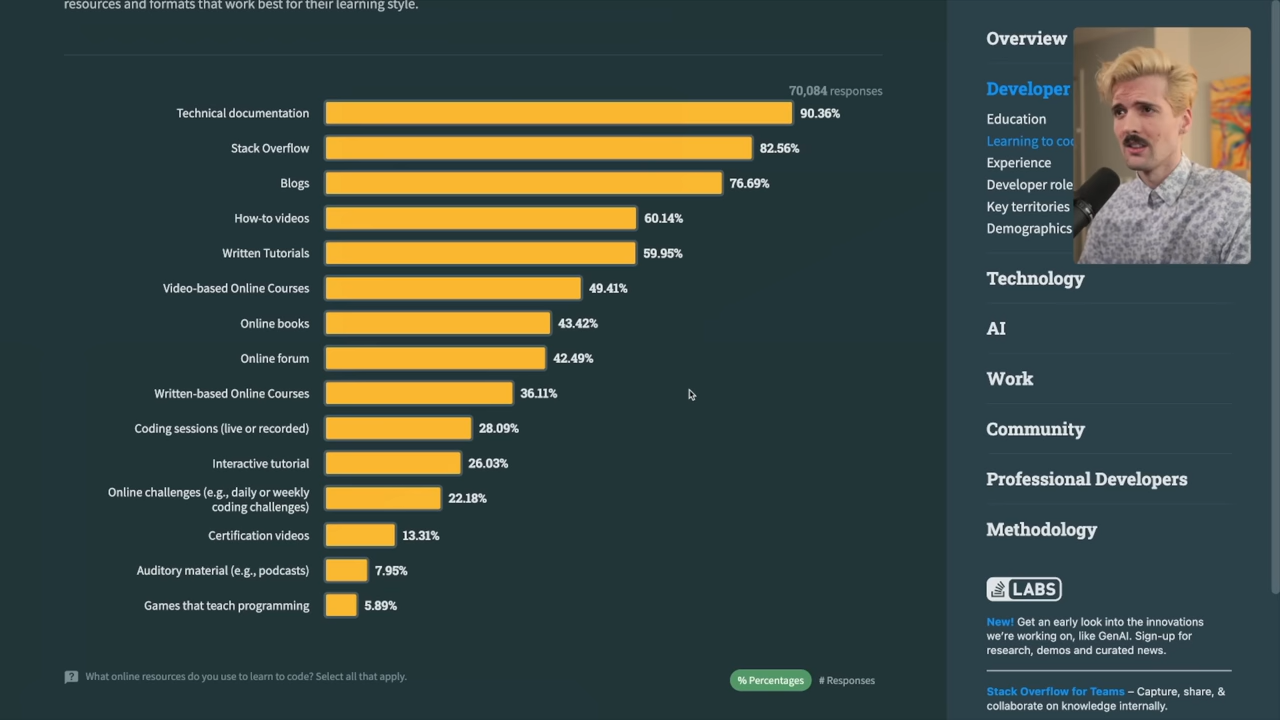 resources and formats that work best for their learning style.
70,084 responses
Technical documentation 90.36%
Stack Overflow 82.56%
Blogs 76.69%
How-to videos 60.14%
Written Tutorials 59.95%
Video-based Online Courses 49.41%
Online books 43.42%
Online forum 42.49%
Written-based Online Courses 36.11%
Coding sessions (live or recorded) 28.09%
Interactive tutorial 26.03%
Online challenges (e.g., daily or weekly
coding challenges) 22.18%
Certification videos 13.31%
Auditory material (e.g., podcasts) 7.95%
Games that teach programming 5.89%
What online resources do you use to learn to code? Select all that apply.
% Percentages # Responses
Overview
Developer
Education
Learning to
Experience
Developer role
Key territories
Demographics
Technology
AI
Work
Community
Professional Developers
Methodology
LABS
New! Get an early look into the innovations
we're working on, like GenAI. Sign-up for
research, demos and curated news.
Stack Overflow for Teams – Capture, share, &
collaborate on knowledge internally.